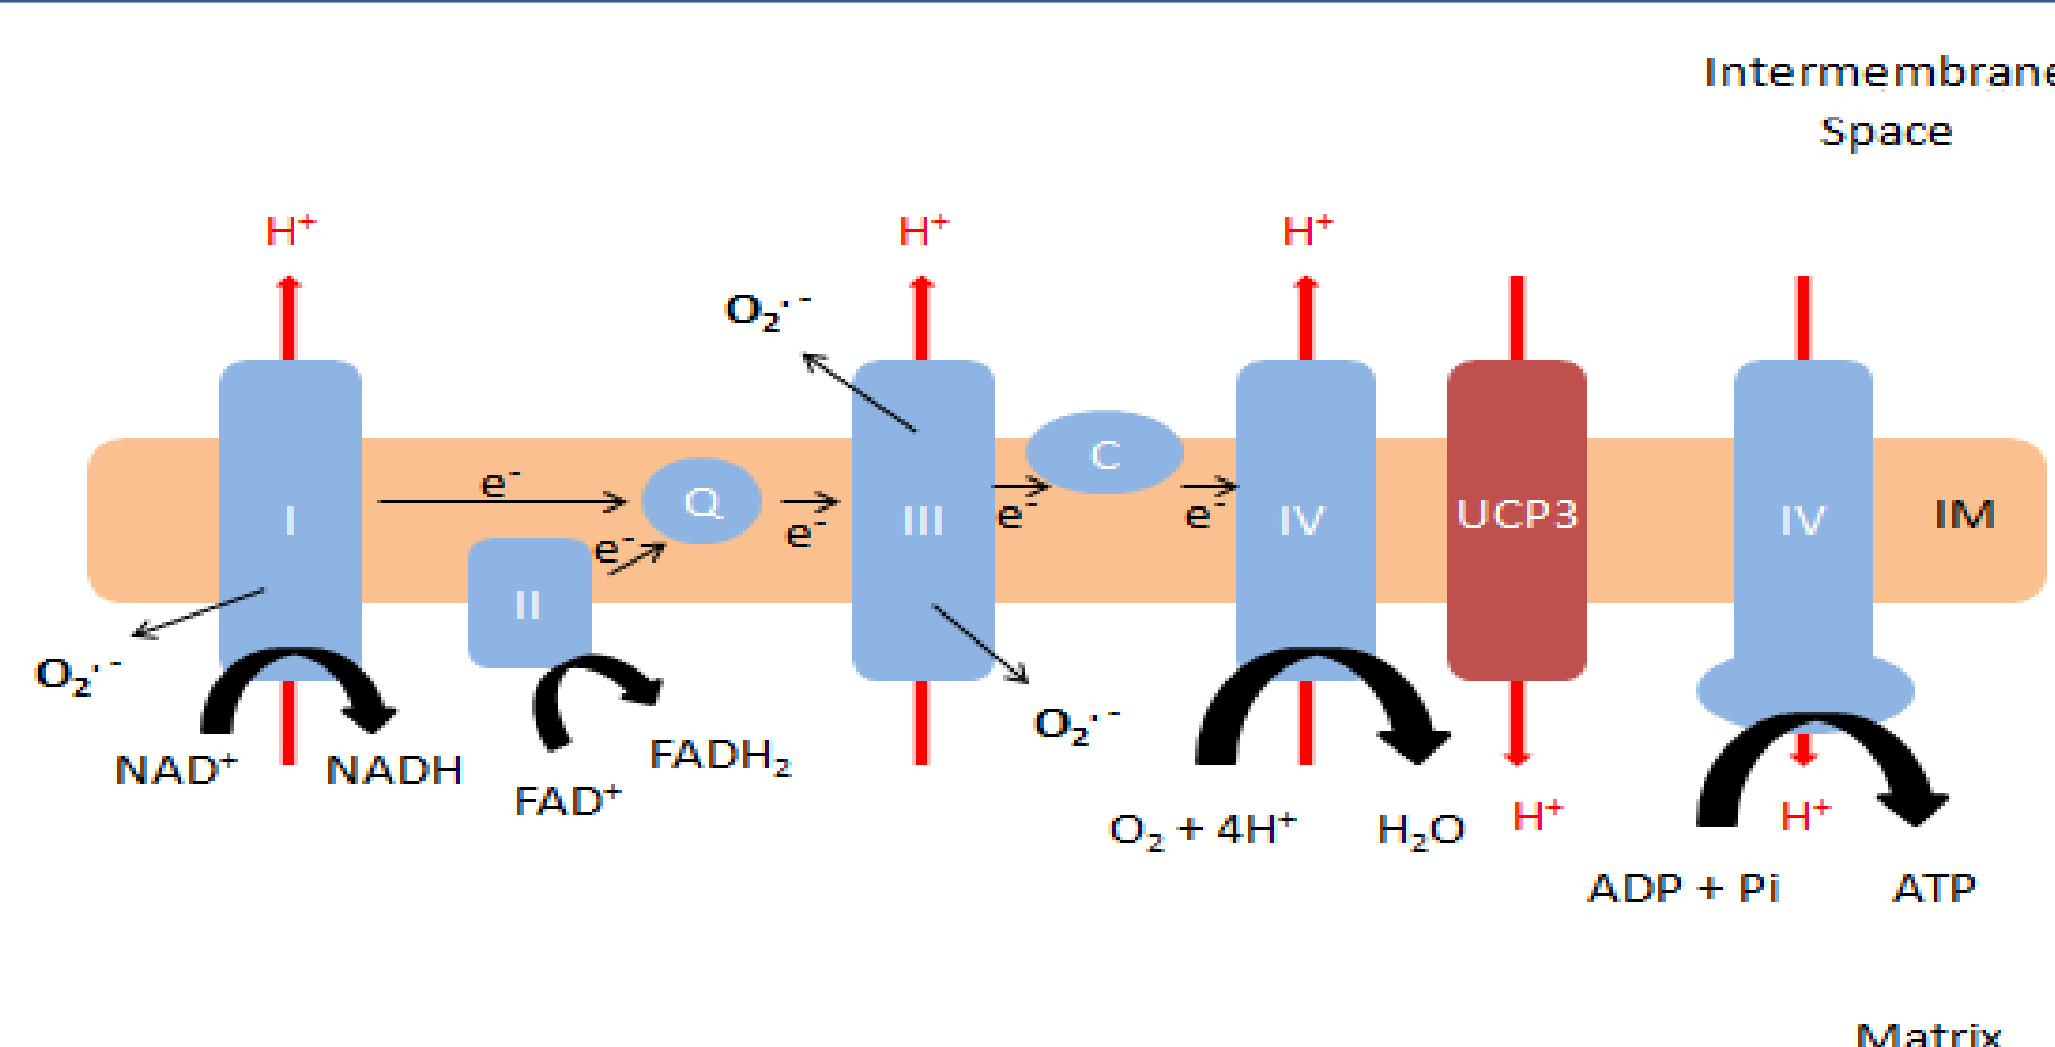 Intermembrane
Space
H⁺
H⁺
H⁺
O₂·⁻
I
e⁻
Q
e⁻
II
e⁻
III
e⁻
C
e⁻
IV
UCP3
IV
IM
O₂·⁻
O₂·⁻
NAD⁺
NADH
FAD⁺
FADH₂
O₂ + 4H⁺
H₂O
H⁺
H⁺
ADP + Pi
ATP
Matrix